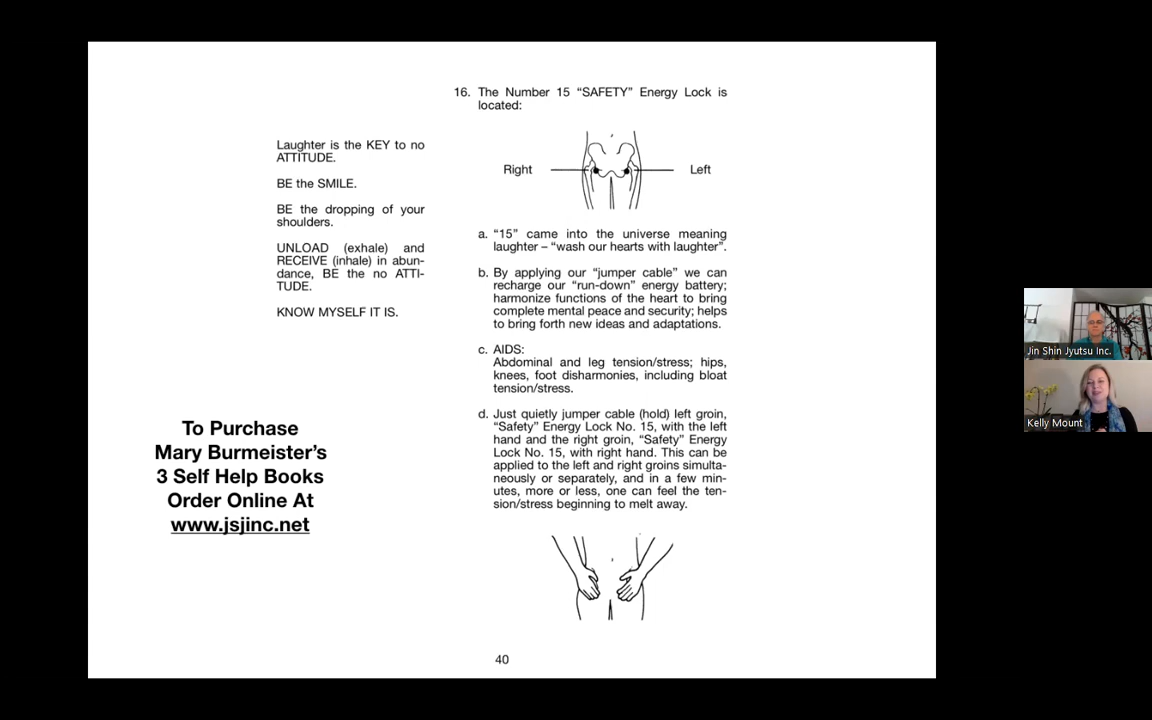 Laughter is the KEY to no
ATTITUDE.
BE the SMILE.
BE the dropping of your
shoulders.
UNLOAD (exhale) and
RECEIVE (inhale) in abun-
dance, BE the no ATTI-
TUDE.
KNOW MYSELF IT IS.
To Purchase
Mary Burmeister’s
3 Self Help Books
Order Online At
www.jsjinc.net
16. The Number 15 “SAFETY” Energy Lock is
located:
Right
Left
a. “15” came into the universe meaning
laughter – “wash our hearts with laughter”.
b. By applying our “jumper cable” we can
recharge our “run-down” energy battery;
harmonize functions of the heart to bring
complete mental peace and security; helps
to bring forth new ideas and adaptations.
c. AIDS:
Abdominal and leg tension/stress; hips,
knees, foot disharmonies, including bloat
tension/stress.
d. Just quietly jumper cable (hold) left groin,
“Safety” Energy Lock No. 15, with the left
hand and the right groin, “Safety” Energy
Lock No. 15, with right hand. This can be
applied to the left and right groins simulta-
neously or separately, and in a few min-
utes, more or less, one can feel the ten-
sion/stress beginning to melt away.
40
Jin Shin Jyutsu Inc.
Kelly Mount